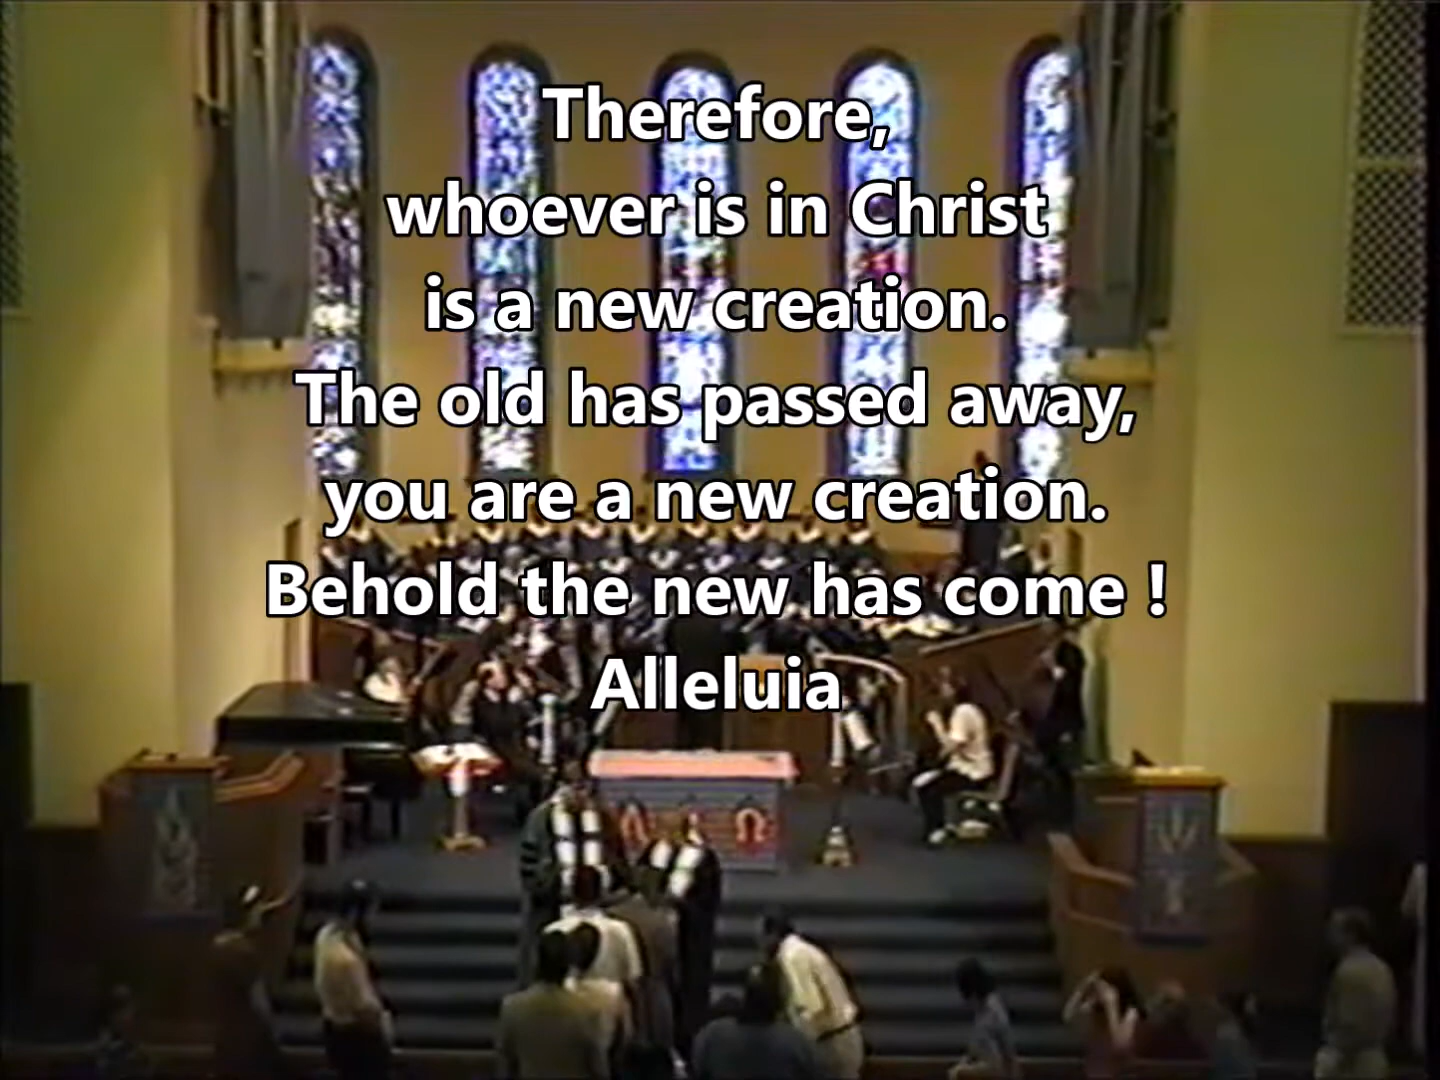 Therefore,
whoever is in Christ
is a new creation.
The old has passed away,
you are a new creation.
Behold the new has come !
Alleluia